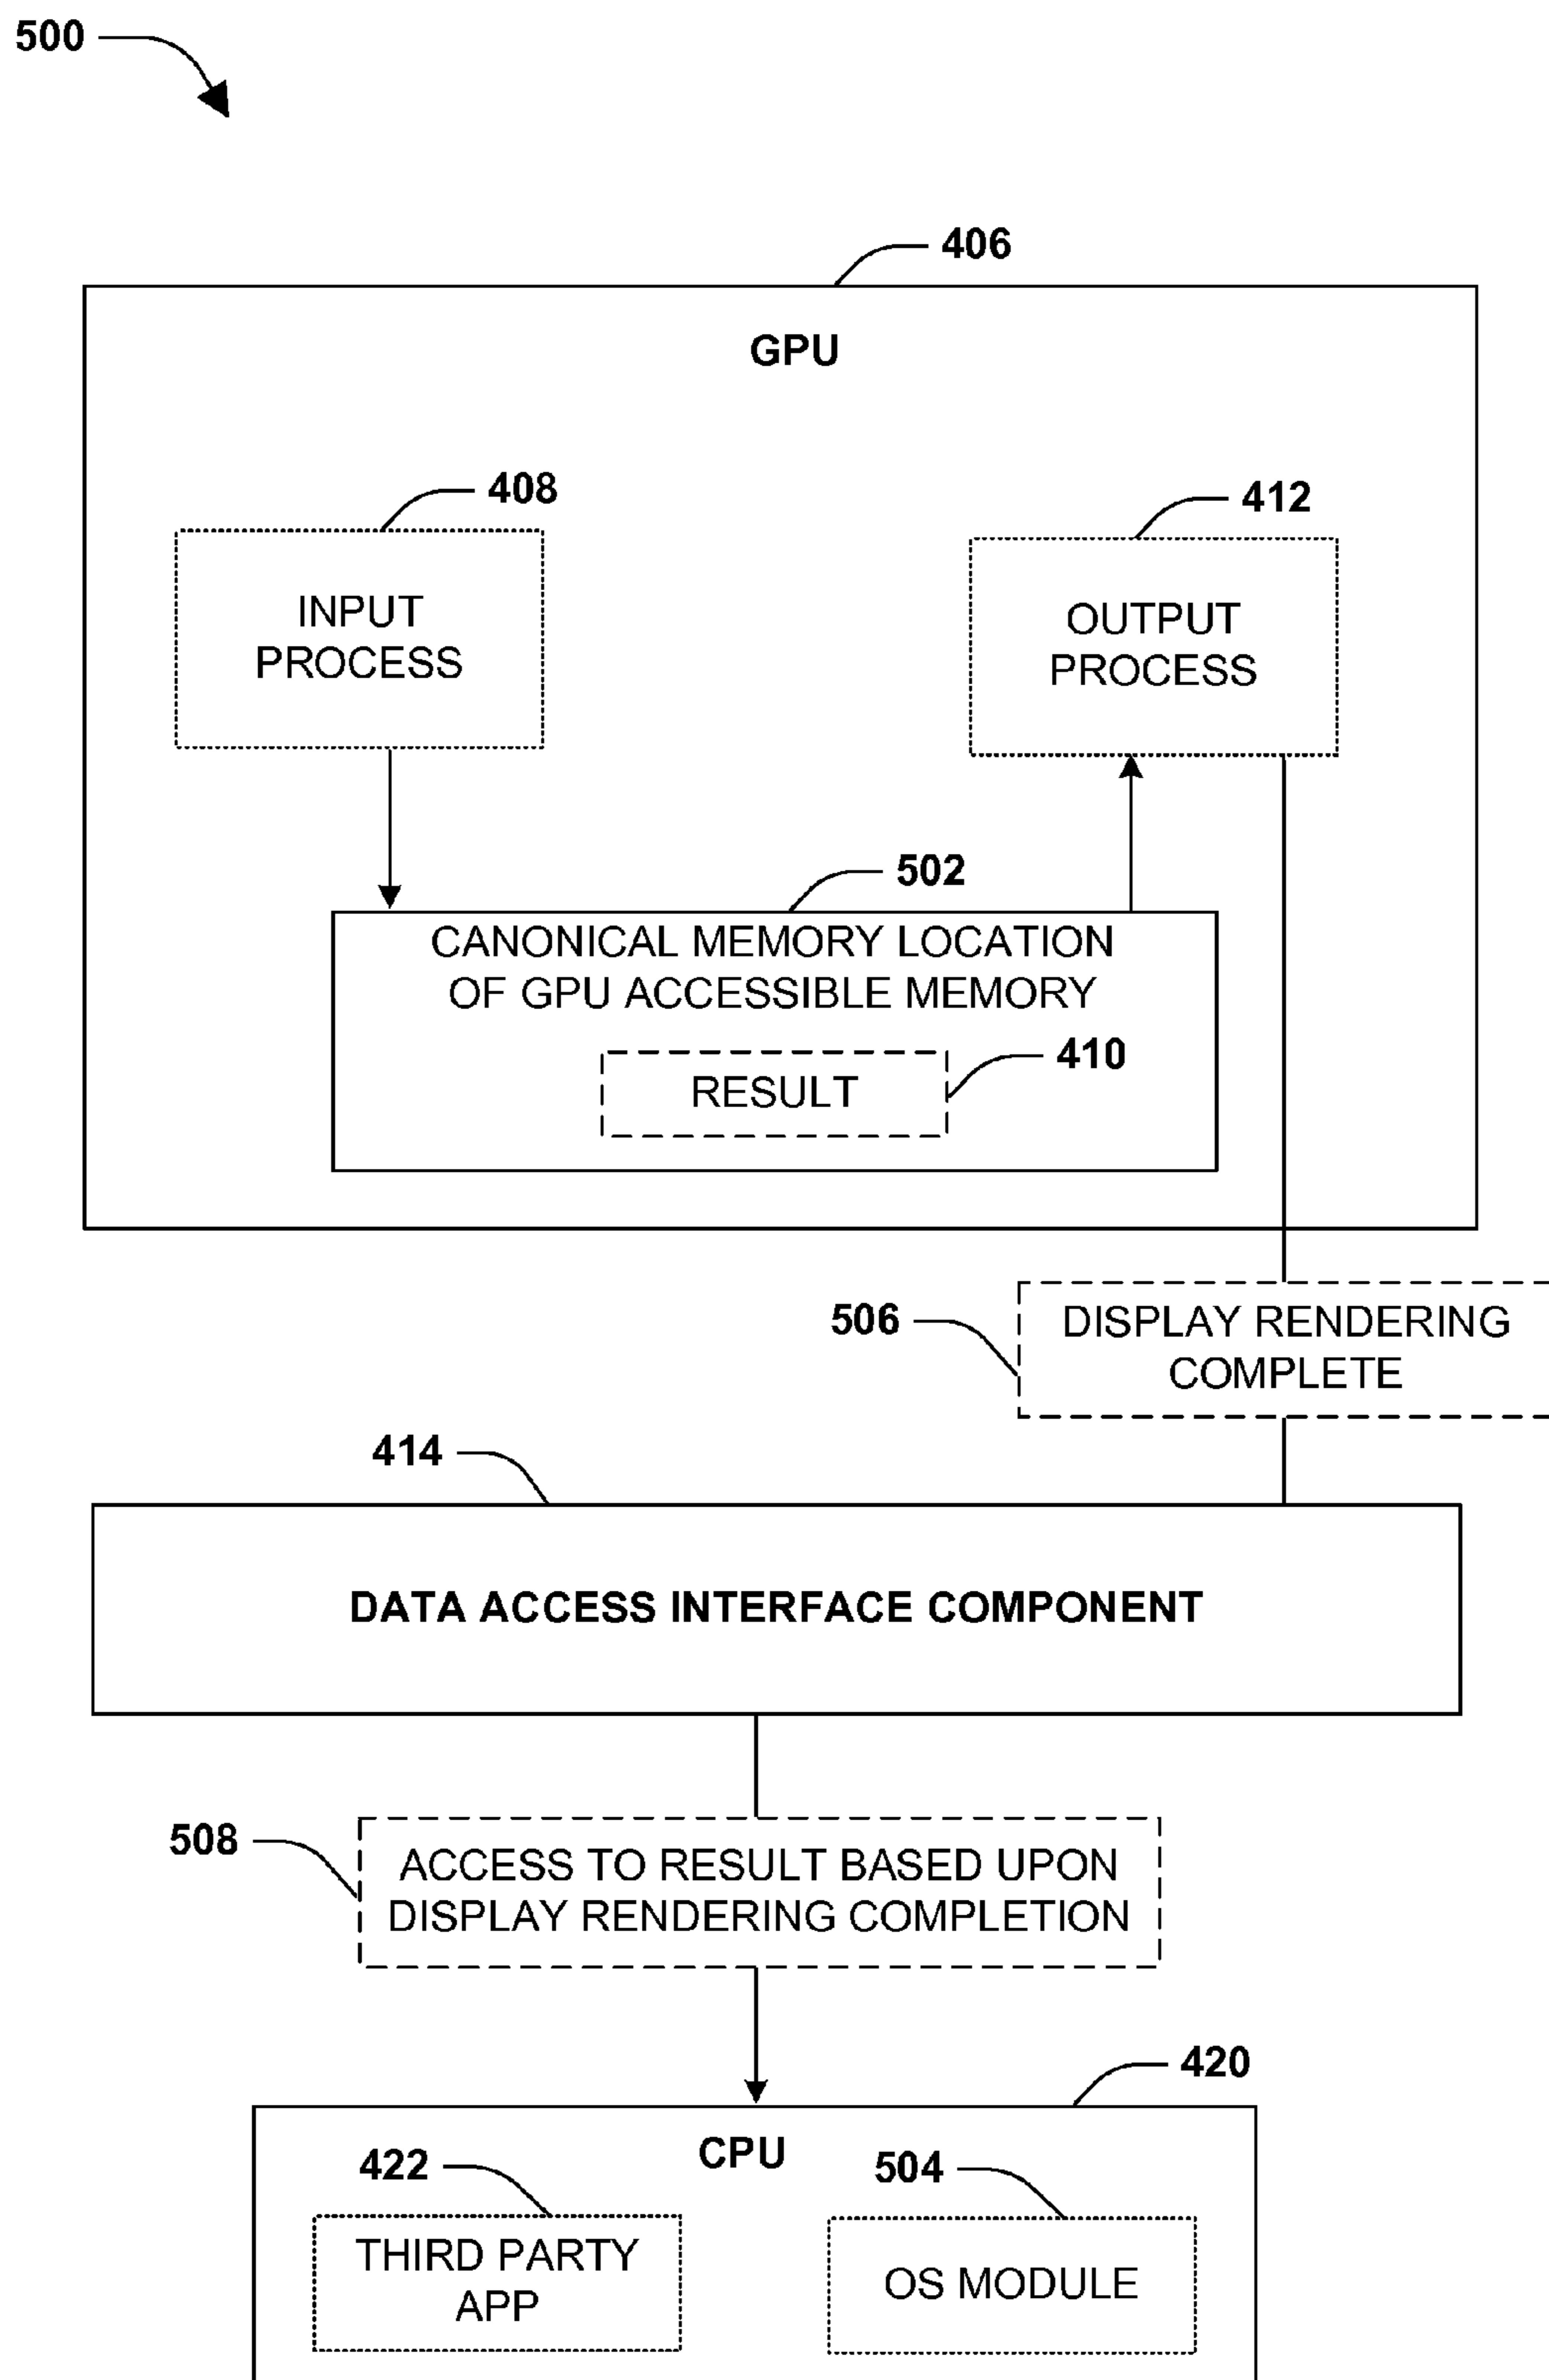 500
406
GPU
408
412
INPUT
PROCESS
OUTPUT
PROCESS
502
CANONICAL MEMORY LOCATION
OF GPU ACCESSIBLE MEMORY
410
RESULT
506
DISPLAY RENDERING
COMPLETE
414
DATA ACCESS INTERFACE COMPONENT
508
ACCESS TO RESULT BASED UPON
DISPLAY RENDERING COMPLETION
420
CPU
422
504
THIRD PARTY
APP
OS MODULE